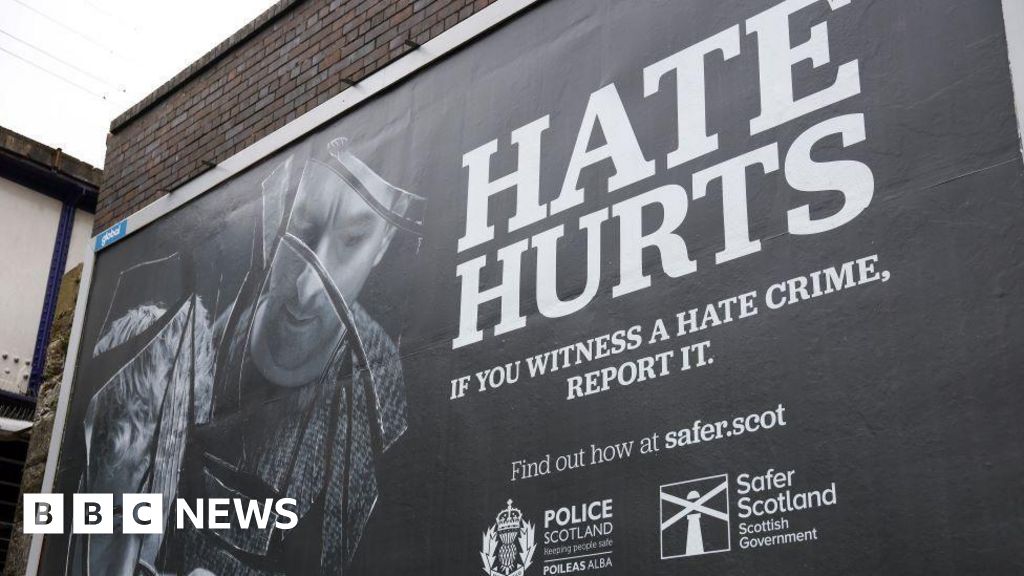 global
HATE
HURTS
IF YOU WITNESS A HATE CRIME,
REPORT IT.
Find out how at safer.scot
POLICE
SCOTLAND
Keeping people safe
POILEAS ALBA
Safer
Scotland
Scottish
Government
BBC NEWS